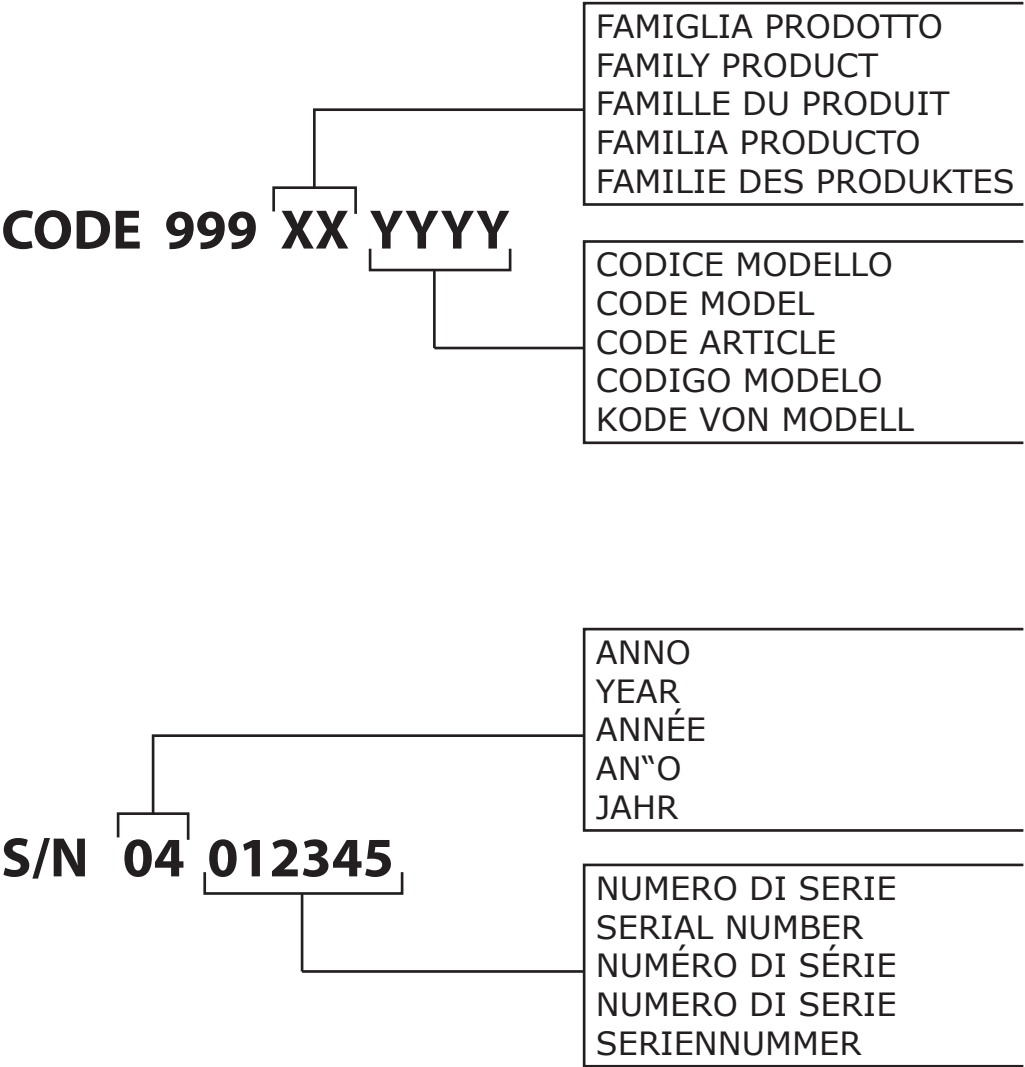 FAMIGLIA PRODOTTO
FAMILY PRODUCT
FAMILLE DU PRODUIT
FAMILIA PRODUCTO
FAMILIE DES PRODUKTES
CODE 999 XX YYYY
CODICE MODELLO
CODE MODEL
CODE ARTICLE
CODIGO MODELO
KODE VON MODELL
ANNO
YEAR
ANNÉE
AN‟O
JAHR
S/N 04 012345
NUMERO DI SERIE
SERIAL NUMBER
NUMÉRO DI SÉRIE
NUMERO DI SERIE
SERIENNUMMER